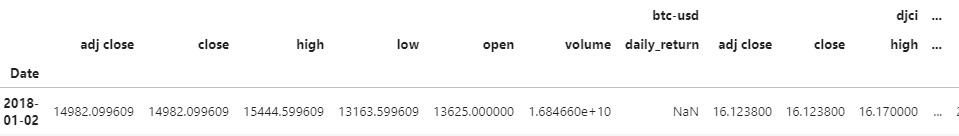 btc-usd djci ...
adj close close high low open volume daily_return adj close close high ...
Date
2018-
01-02 14982.099609 14982.099609 15444.599609 13163.599609 13625.000000 1.684660e+10 NaN 16.123800 16.123800 16.170000 ...